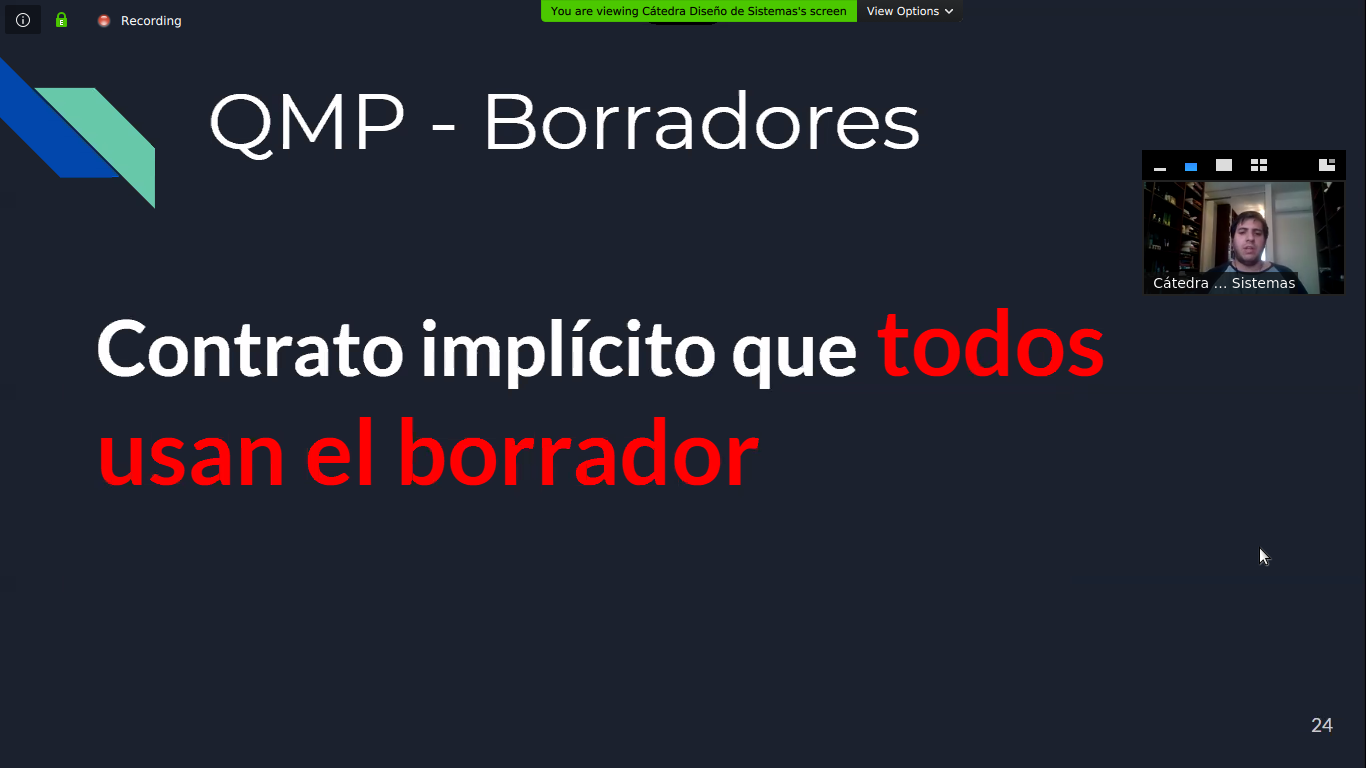 Recording
You are viewing Cátedra Diseño de Sistemas's screen
View Options
QMP - Borradores
Cátedra ... Sistemas
Contrato implícito que todos
usan el borrador
24